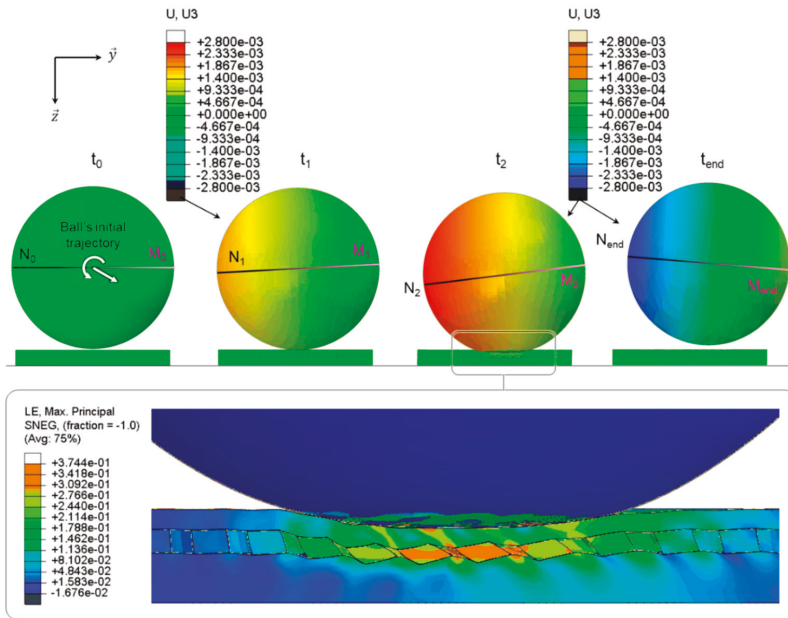 U, U3
+2.800e-03
+2.333e-03
+1.867e-03
+1.400e-03
+9.333e-04
+4.667e-04
+0.000e+00
-4.667e-04
-9.333e-04
-1.400e-03
-1.867e-03
-2.333e-03
-2.800e-03
U, U3
+2.800e-03
+2.333e-03
+1.867e-03
+1.400e-03
+9.333e-04
+4.667e-04
+0.000e+00
-4.667e-04
-9.333e-04
-1.400e-03
-1.867e-03
-2.333e-03
-2.800e-03
y
z
t0
t1
t2
tend
Ball's initial
trajectory
N0
M0
N1
M1
N2
M2
Nend
Mend
LE, Max. Principal
SNEG, (fraction = -1.0)
(Avg: 75%)
+3.744e-01
+3.418e-01
+3.092e-01
+2.766e-01
+2.440e-01
+2.114e-01
+1.788e-01
+1.462e-01
+1.136e-01
+8.102e-02
+4.843e-02
+1.583e-02
-1.676e-02